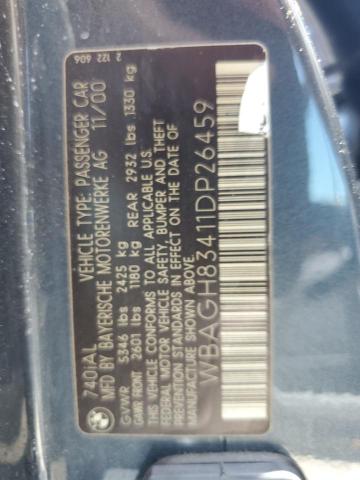 740iAL 2 122 606
VEHICLE TYPE: PASSENGER CAR
MFD BY BAYERISCHE MOTORENWERKE AG 11/00
GVWR 5346 lbs 2425 kg
GAWR FRONT 2601 lbs 1180 kg REAR 2932 lbs 1330 kg
THIS VEHICLE CONFORMS TO ALL APPLICABLE U.S.
FEDERAL MOTOR VEHICLE SAFETY, BUMPER AND THEFT
PREVENTION STANDARDS IN EFFECT ON THE DATE OF
MANUFACTURE SHOWN ABOVE.
WBAGH83411DP26459